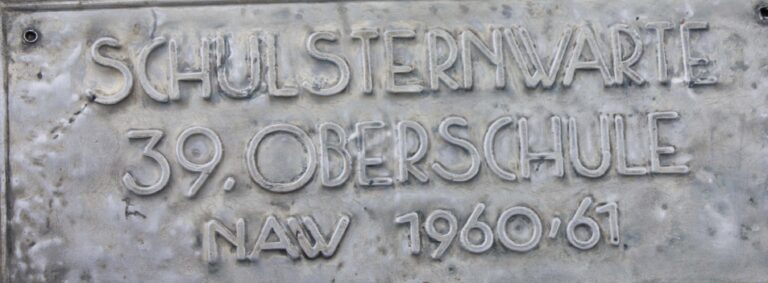 SCHULSTERNWARTE
39. OBERSCHULE
NAW 1960/61